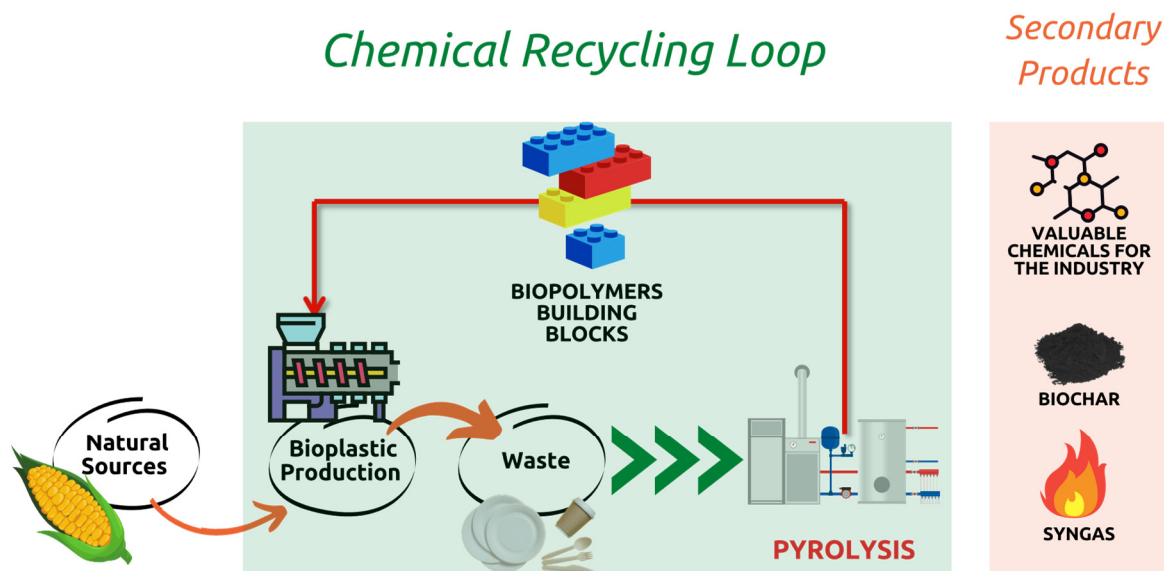 Chemical Recycling Loop
Secondary
Products
BIOPOLYMERS
BUILDING
BLOCKS
Natural
Sources
Bioplastic
Production
Waste
PYROLYSIS
VALUABLE
CHEMICALS FOR
THE INDUSTRY
BIOCHAR
SYNGAS